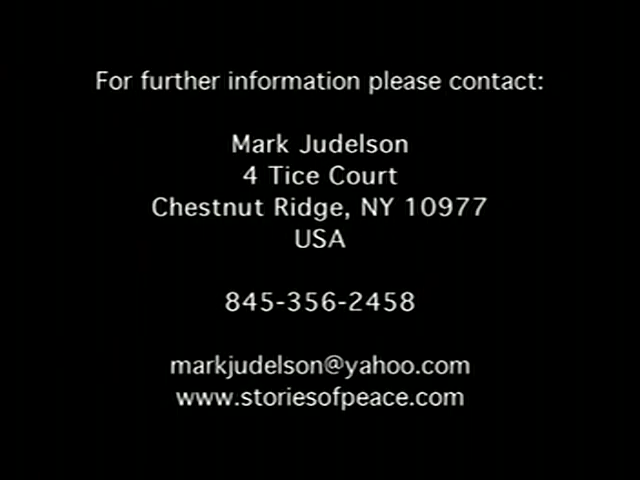 For further information please contact:
Mark Judelson
4 Tice Court
Chestnut Ridge, NY 10977
USA
845-356-2458
markjudelson@yahoo.com
www.storiesofpeace.com